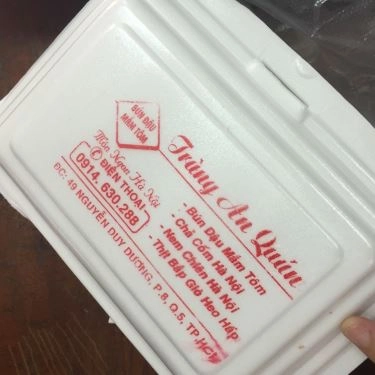 BÚN ĐẬU
MẮM TÔM
Tràng An Quán
Món Ngon Hà Nội
ĐIỆN THOẠI
0914.630.288
- Bún Đậu Mắm Tôm
- Chả Cốm Hà Nội
- Nem Chiên Hà Nội
- Thịt Bắp Giò Heo Hấp
ĐC: 49 NGUYỄN DUY DƯƠNG, P.8, Q.5, TP.HCM